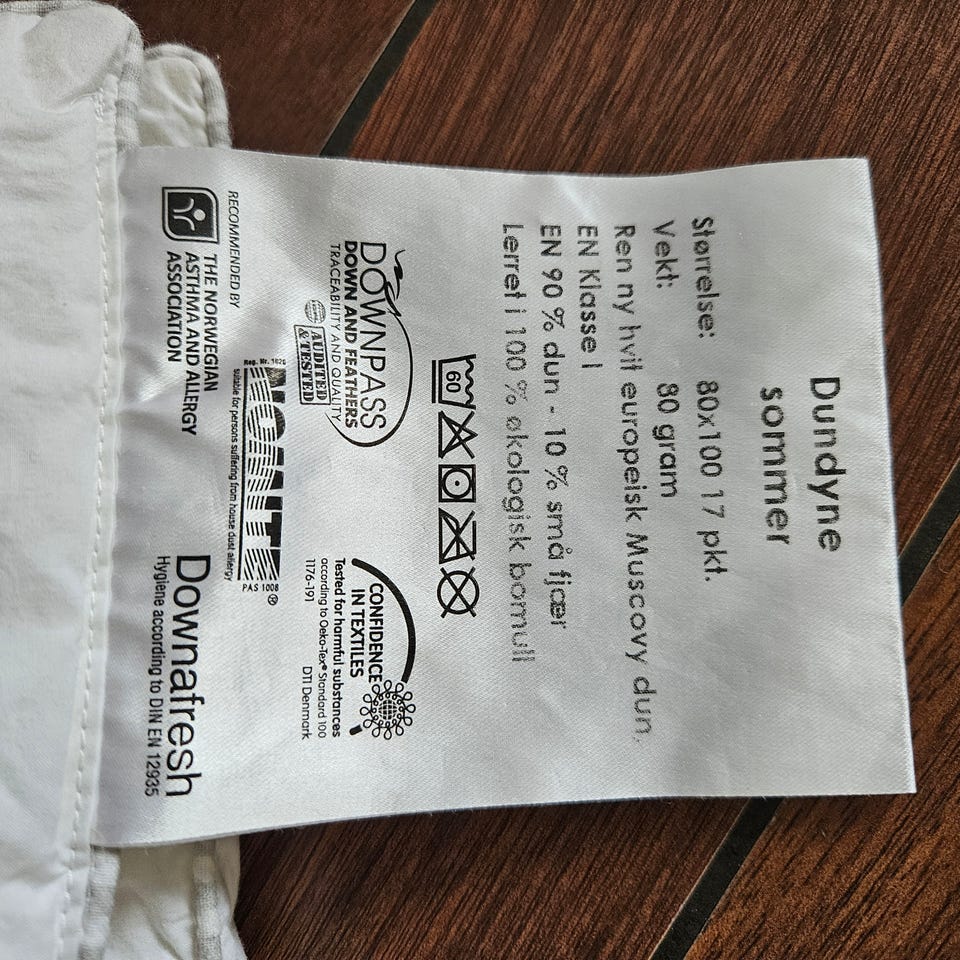 Dundyne
sommer
Størrelse: 80x100 17 pkt.
Vekt: 80 gram
Ren ny hvit europeisk Muscovy dun,
EN Klasse I
EN 90 % dun - 10 % små fjær
Lerret i 100 % økologisk bomull
60
DOWNPASS
DOWN AND FEATHERS
TRACEABILITY AND QUALITY
AUDITED
& TESTED
CONFIDENCE
IN TEXTILES
Tested for harmful substances
according to Oeko-Tex® Standard 100
1176-191 DTI Denmark
Reg. Nr. 1025
NOMITE
®
suitable for persons suffering from house dust allergy
PAS 1008
RECOMMENDED BY
THE NORWEGIAN
ASTHMA AND ALLERGY
ASSOCIATION
Downafresh
Hygiene according to DIN EN 12935